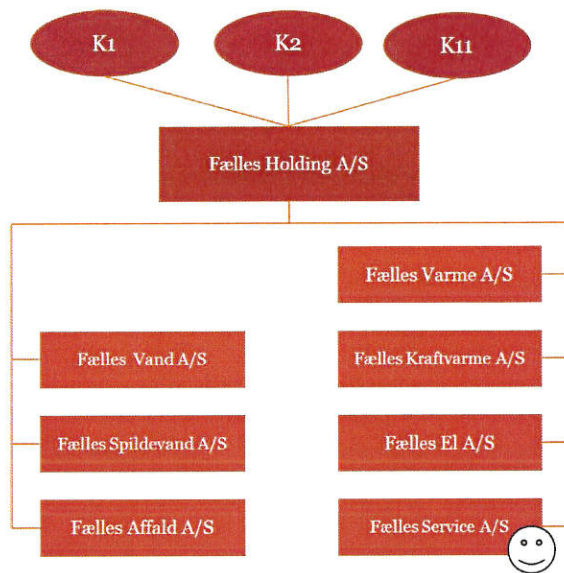 K1
K2
K11
Fælles Holding A/S
Fælles Varme A/S
Fælles Vand A/S
Fælles Kraftvarme A/S
Fælles Spildevand A/S
Fælles El A/S
Fælles Affald A/S
Fælles Service A/S